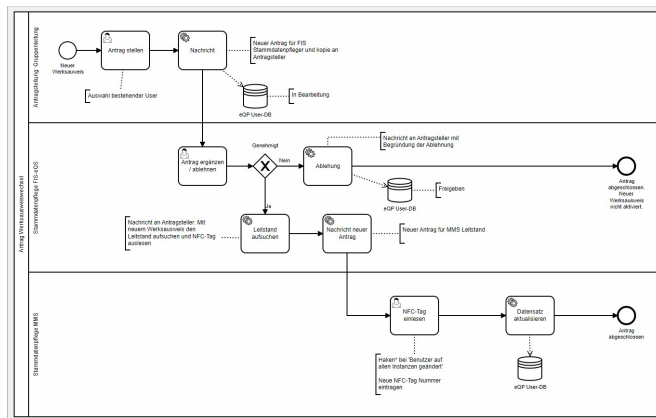 Antrag Werksausweiswechsel
Antragstellung Gruppenleitung
Neuer
Werksauweis
Antrag stellen
Nachricht
Neuer Antrag für FIS
Stammdatenpfleger und kopie an
Antragsteller
Auswahl bestehender User
In Bearbeitung
eQP User-DB
Stammdatenpflege FIS-eOS
Antrag ergänzen
/ ablehnen
Genehmigt
Nein
Ja
Ablehung
Nachricht an Antragsteller mit
Begründung der Ablehnung
eQP User-DB
Freigeben
Antrag
abgeschlossen.
Neuer
Werksausweis
nicht aktiviert
Nachricht an Antragsteller: Mit
neuem Werksausweis den
Leitstand aufsuchen und NFC-Tag
auslesen
Leitstand
aufsuchen
Nachricht neuer
Antrag
Neuer Antrag für MMS Leitstand
Stammdatenpflege MMS
NFC-Tag
einlesen
Datensatz
aktualisieren
Antrag
abgeschlossen
Haken* bei 'Benutzer auf
allen Instanzen geändert'
Neue NFC-Tag Nummer
eintragen
eQP User-DB